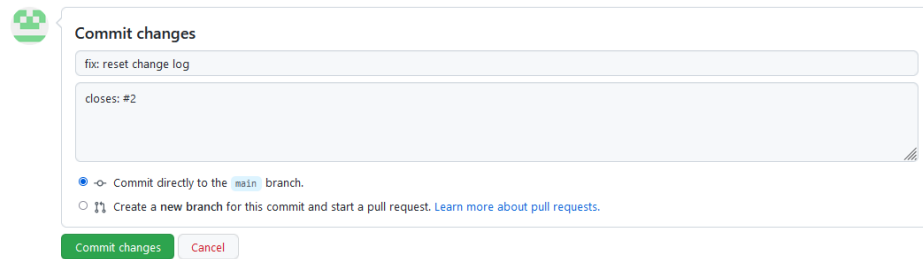 Commit changes
fix: reset change log
closes: #2
Commit directly to the main branch.
Create a new branch for this commit and start a pull request. Learn more about pull requests.
Commit changes Cancel